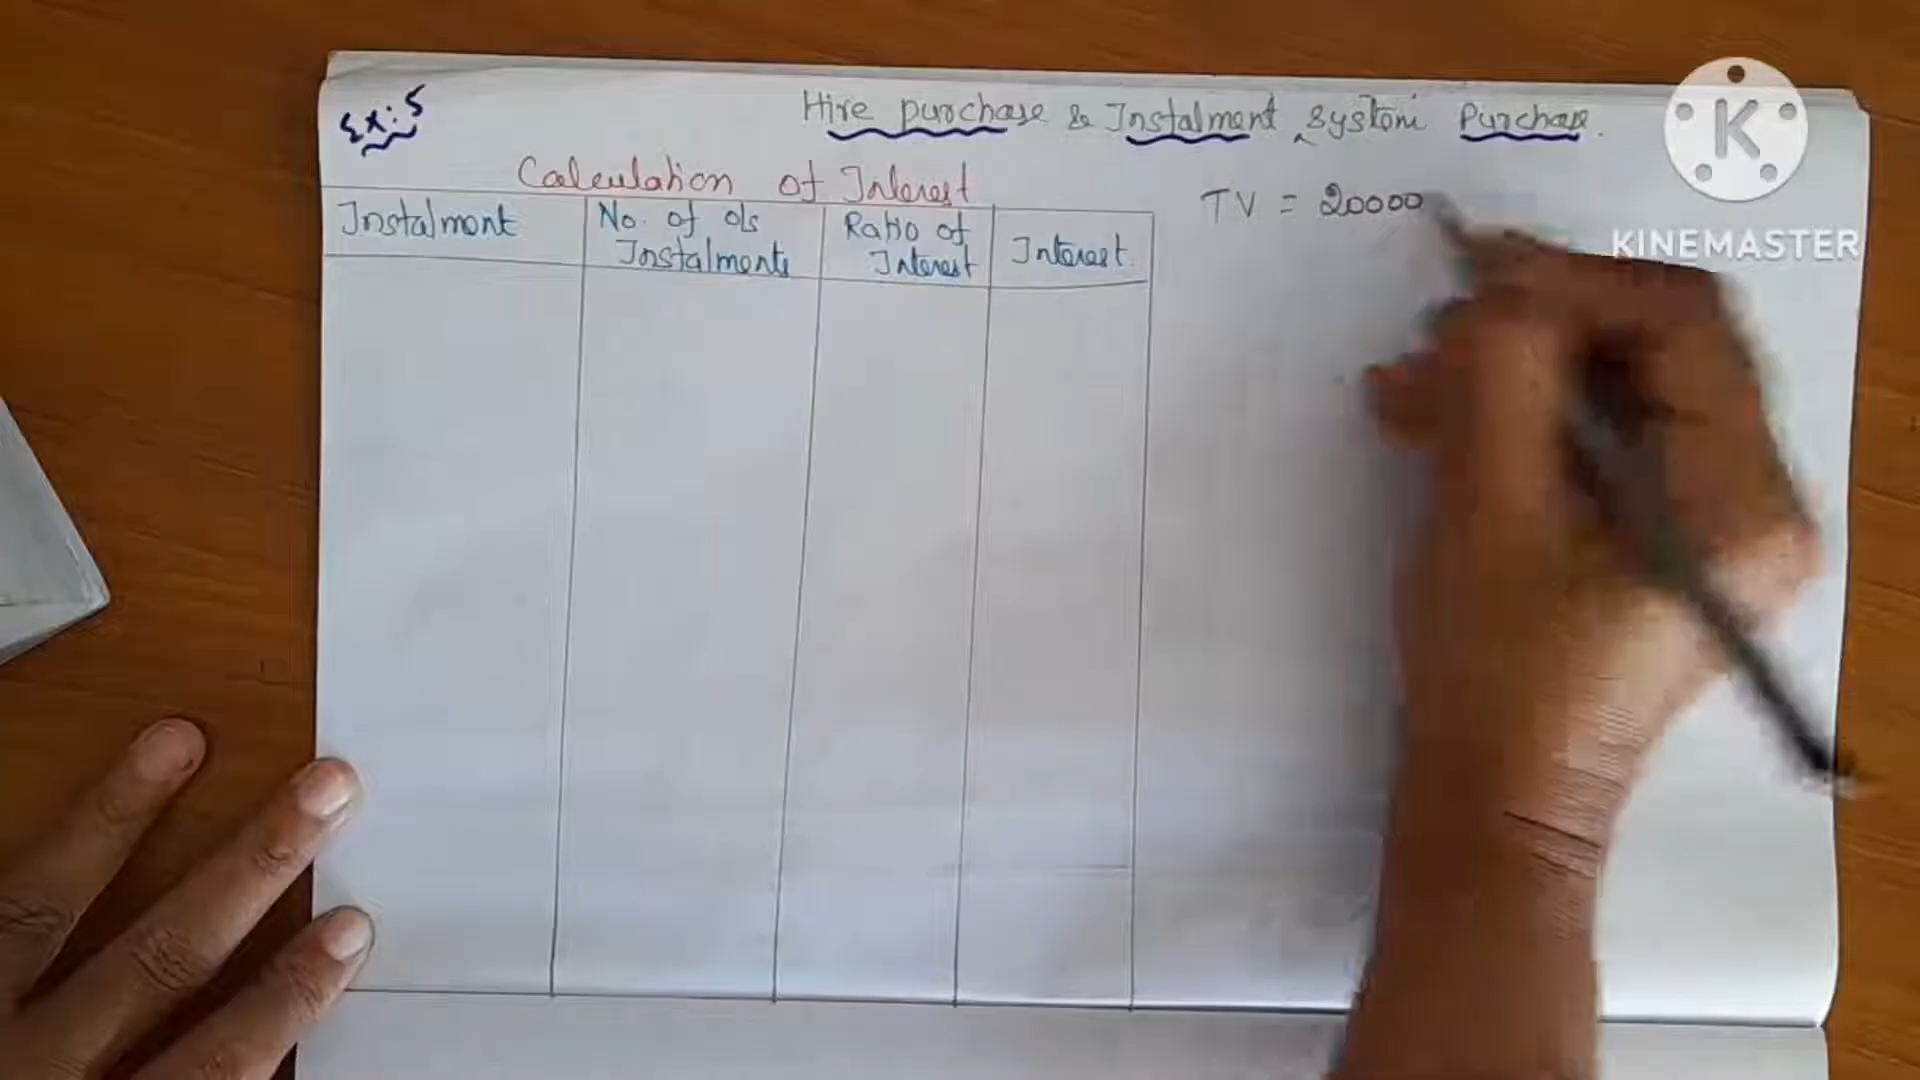 Ex: 5
Hire purchase & Instalment System Purchase.
Calculation of Interest
Instalment
No. of o/s Instalments
Ratio of Interest
Interest.
TV = 20000
K
KINEMASTER